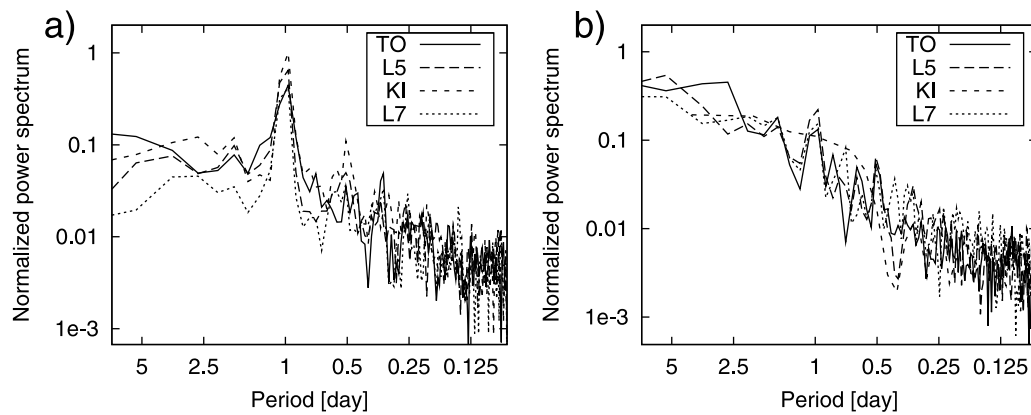 a)
Normalized power spectrum
1
0.1
0.01
1e-3
TO
L5
KI
L7
5 2.5 1 0.5 0.25 0.125
Period [day]
b)
Normalized power spectrum
1
0.1
0.01
1e-3
TO
L5
KI
L7
5 2.5 1 0.5 0.25 0.125
Period [day]